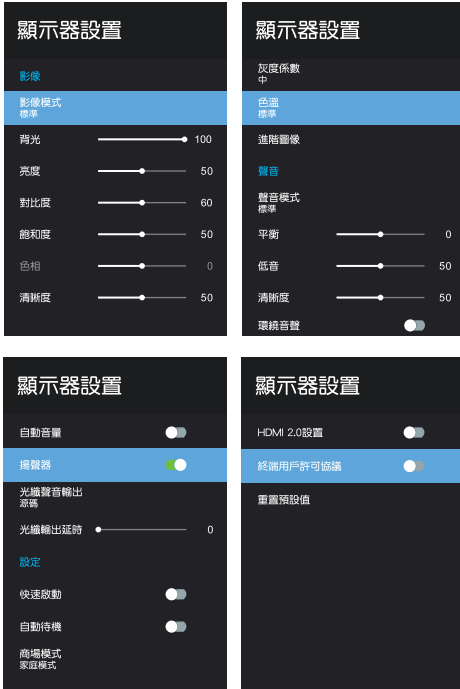 顯示器設置
影像
影像模式
標準
背光 100
亮度 50
對比度 60
飽和度 50
色相 0
清晰度 50
顯示器設置
灰度係數
中
色溫
標準
進階圖像
聲音
聲音模式
標準
平衡 0
低音 50
清晰度 50
環繞音聲
顯示器設置
自動音量
揚聲器
光纖聲音輸出
源碼
光纖輸出延時 0
設定
快速啟動
自動待機
商場模式
家庭模式
顯示器設置
HDMI 2.0設置
終端用戶許可協議
重置預設值